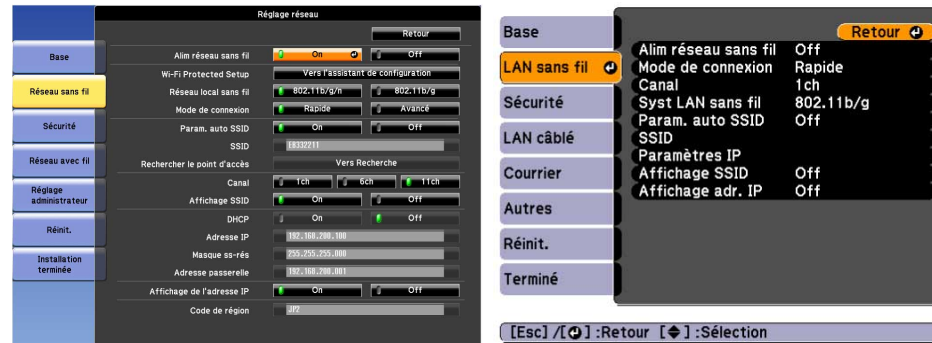 Réglage réseau
Retour
Base
Réseau sans fil
Sécurité
Réseau avec fil
Réglage
administrateur
Réinit.
Installation
terminée
Alim réseau sans fil On Off
Wi-Fi Protected Setup Vers l'assistant de configuration
Réseau local sans fil 802.11b/g/n 802.11b/g
Mode de connexion Rapide Avancé
Param. auto SSID On Off
SSID EB332211
Rechercher le point d'accès Vers Recherche
Canal 1ch 6ch 11ch
Affichage SSID On Off
DHCP On Off
Adresse IP 192.168.200.100
Masque ss-rés 255.255.255.000
Adresse passerelle 192.168.200.001
Affichage de l'adresse IP On Off
Code de région JP7
Base
LAN sans fil
Sécurité
LAN câblé
Courrier
Autres
Réinit.
Terminé
Retour
Alim réseau sans fil Off
Mode de connexion Rapide
Canal 1ch
Syst LAN sans fil 802.11b/g
Param. auto SSID Off
SSID
Paramètres IP
Affichage SSID Off
Affichage adr. IP Off
[Esc] /[⏎] :Retour [◆] :Sélection